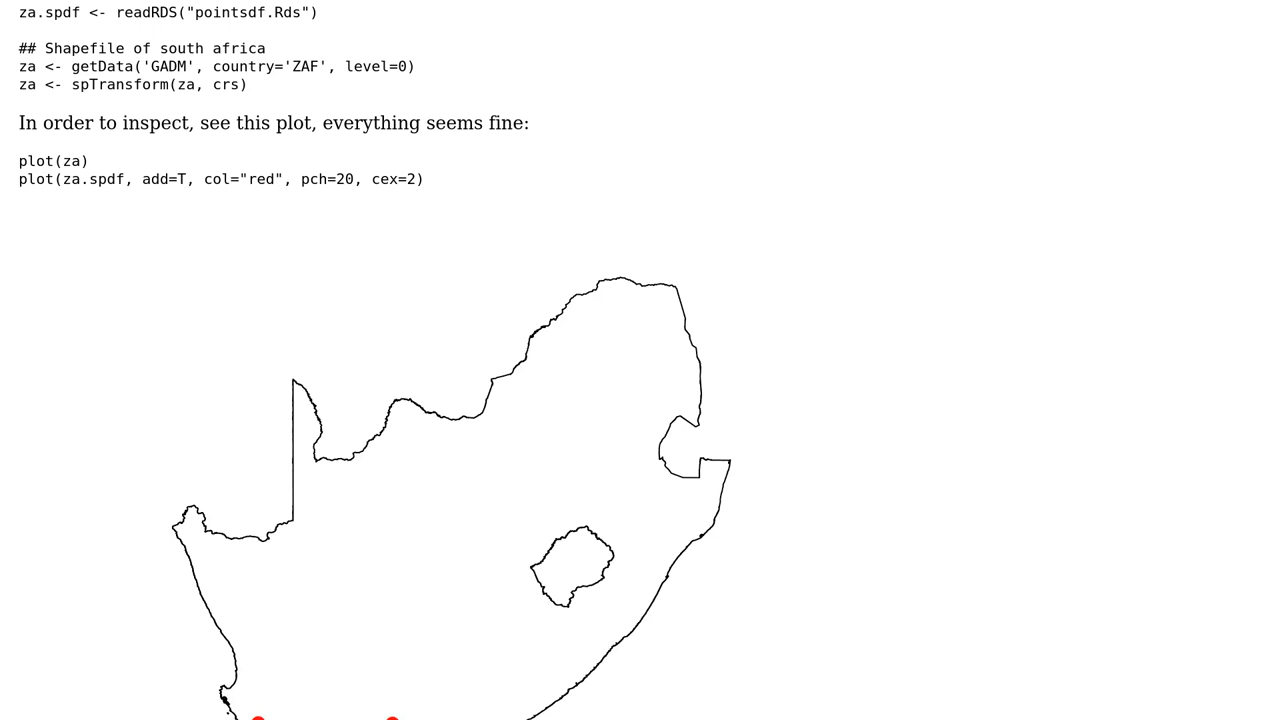 za.spdf <- readRDS("pointsdf.Rds")
## Shapefile of south africa
za <- getData('GADM', country='ZAF', level=0)
za <- spTransform(za, crs)
In order to inspect, see this plot, everything seems fine:
plot(za)
plot(za.spdf, add=T, col="red", pch=20, cex=2)